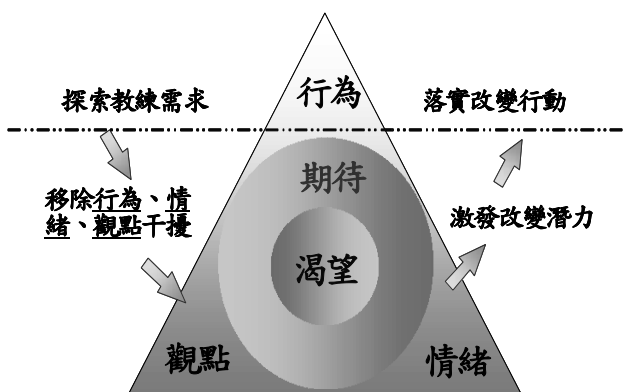 行為
探索教練需求
落實改變行動
期待
移除行為、情
緒、觀點干擾
激發改變潛力
渴望
觀點
情緒